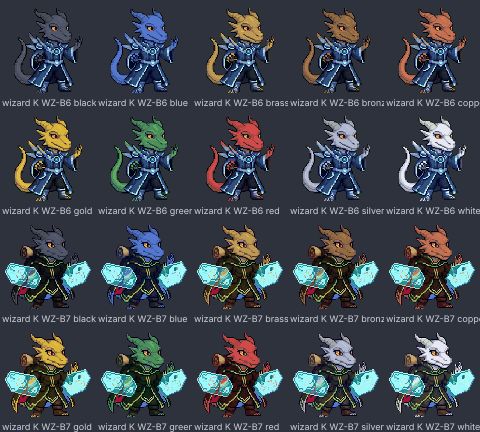 wizard K WZ-B6 black
wizard K WZ-B6 blue
wizard K WZ-B6 brass
wizard K WZ-B6 bronz
wizard K WZ-B6 copp
wizard K WZ-B6 gold
wizard K WZ-B6 green
wizard K WZ-B6 red
wizard K WZ-B6 silver
wizard K WZ-B6 white
wizard K WZ-B7 black
wizard K WZ-B7 blue
wizard K WZ-B7 brass
wizard K WZ-B7 bronz
wizard K WZ-B7 copp
wizard K WZ-B7 gold
wizard K WZ-B7 green
wizard K WZ-B7 red
wizard K WZ-B7 silver
wizard K WZ-B7 white